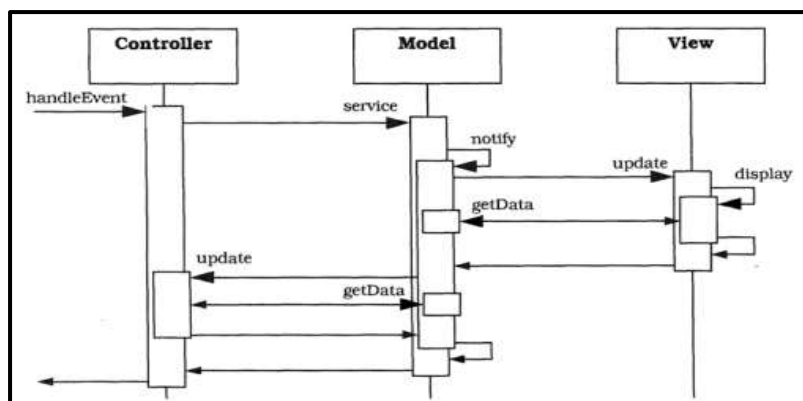 Controller
Model
View
handleEvent
service
notify
update
display
getData
update
getData